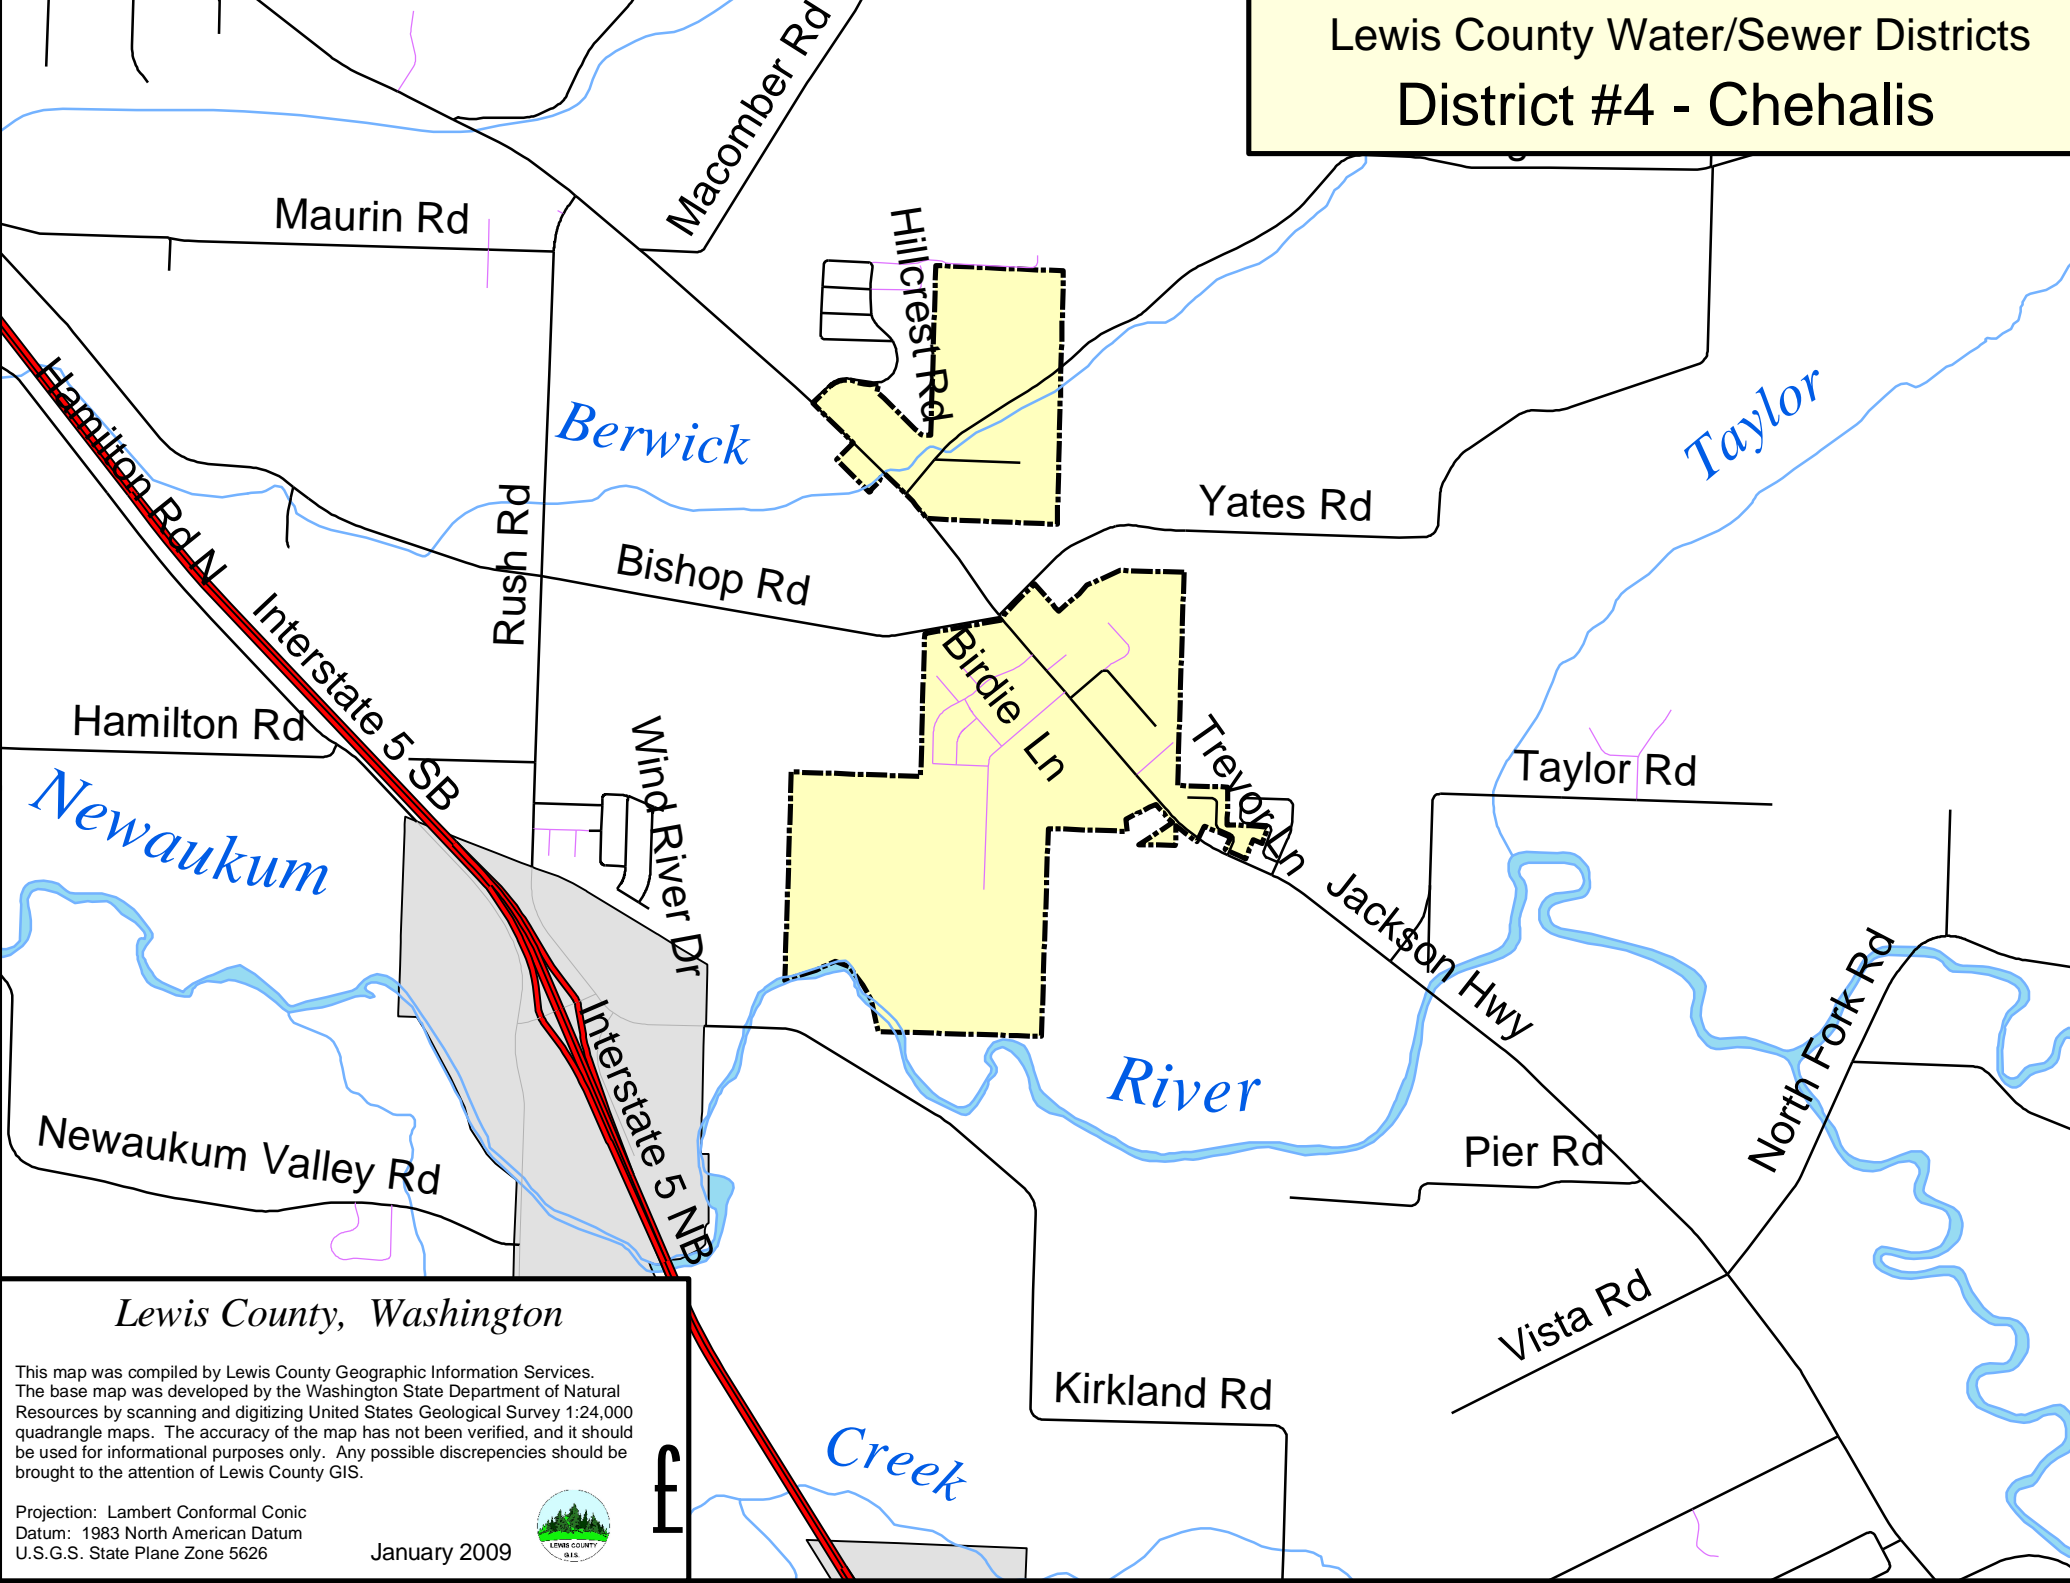 Lewis County Water/Sewer Districts
District #4 - Chehalis
Macomber Rd
Maurin Rd
Hillcrest Rd
Hamilton Rd N
Berwick
Taylor
Rush Rd
Yates Rd
Bishop Rd
Interstate 5 SB
Birdie Ln
Hamilton Rd
Wind River Dr
Trevor Ln
Taylor Rd
Newaukum
Jackson Hwy
North Fork Rd
Interstate 5 NB
River
Newaukum Valley Rd
Pier Rd
Vista Rd
Kirkland Rd
Creek
Lewis County, Washington
This map was compiled by Lewis County Geographic Information Services.
The base map was developed by the Washington State Department of Natural
Resources by scanning and digitizing United States Geological Survey 1:24,000
quadrangle maps. The accuracy of the map has not been verified, and it should
be used for informational purposes only. Any possible discrepencies should be
brought to the attention of Lewis County GIS.
£
Projection: Lambert Conformal Conic
Datum: 1983 North American Datum
U.S.G.S. State Plane Zone 5626
January 2009
LEWIS COUNTY
G.I.S.